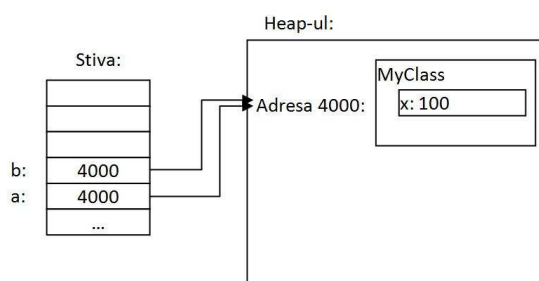 Heap-ul:
Stiva:
MyClass
x: 100
Adresa 4000:
b:
4000
a:
4000
...